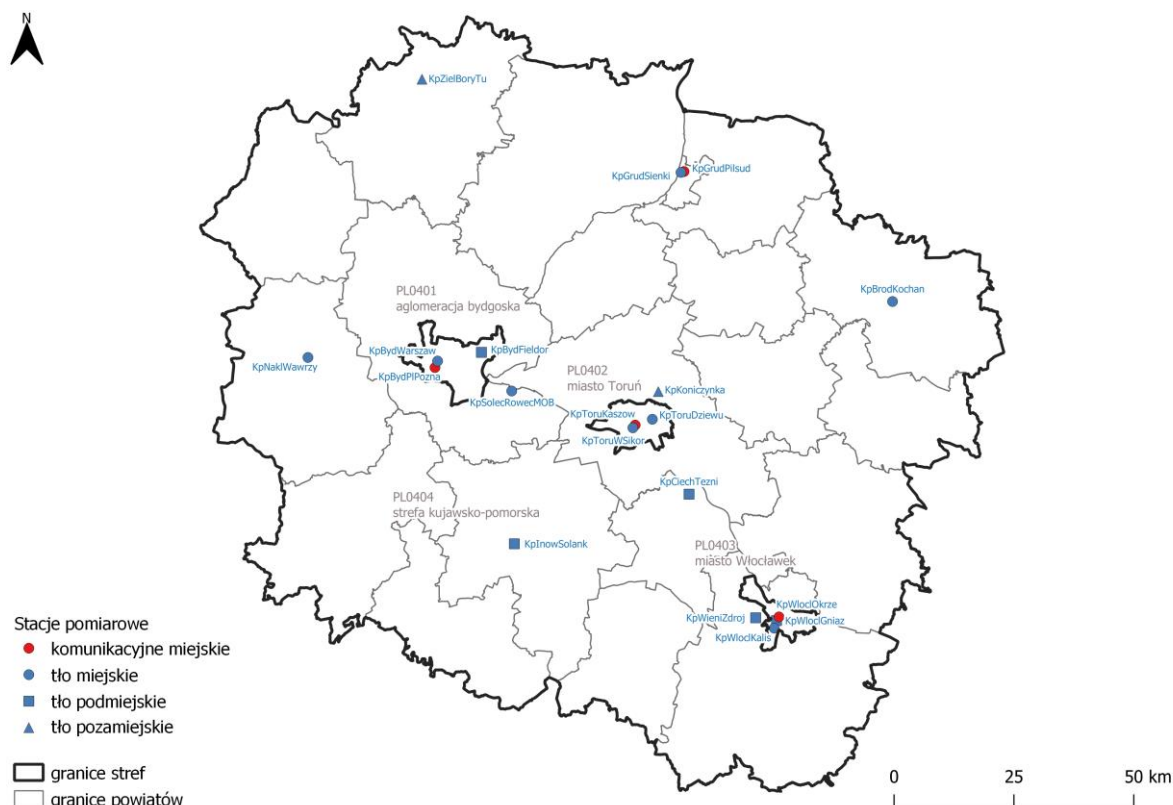 N
KpZielBoryTu
KpGrudPilsud
KpGrudSienki
PL0401
aglomeracja bydgoska
KpBrodKochan
KpBydWarszaw
KpBydFieldor
KpNaklWawrzy
KpBydPlPozna
KpSolecRowecMOB
PL0402
miasto Toruń
KpKoniczynka
KpToruKaszow
KpToruDziewu
KpToruWSikor
KpCiechTezni
PL0404
strefa kujawsko-pomorska
KpInowSolank
PL0403
miasto Włocławek
KpWloclOkrze
KpWieniZdroj
KpWloclGniaz
KpWloclKalis
Stacje pomiarowe
komunikacyjne miejskie
tło miejskie
tło podmiejskie
tło pozamiejskie
granice stref
granice powiatów
0 25 50 km